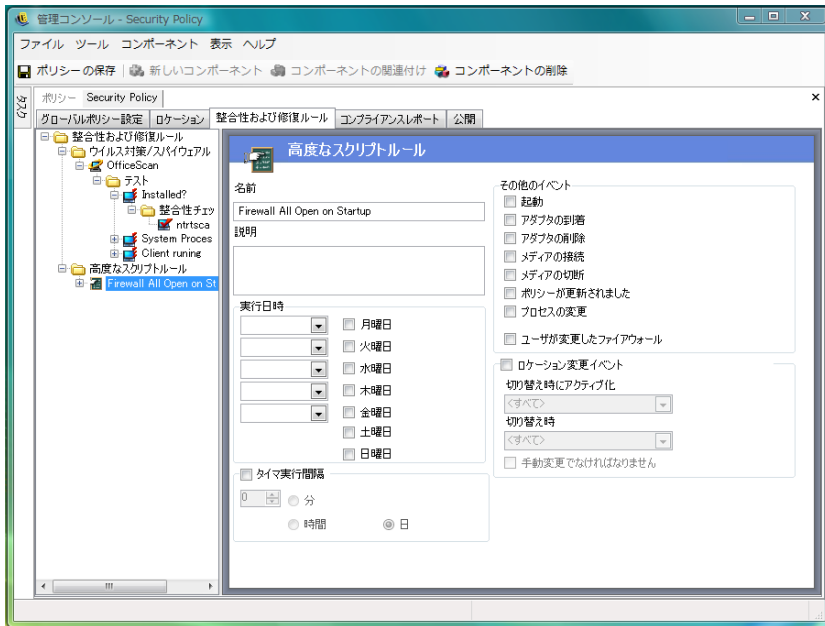 管理コンソール - Security Policy
ファイル ツール コンポーネント 表示 ヘルプ
ポリシーの保存 新しいコンポーネント コンポーネントの関連付け コンポーネントの削除
タスク
ポリシー Security Policy
グローバルポリシー設定 ロケーション 整合性および修復ルール コンプライアンスレポート 公開
整合性および修復ルール
ウイルス対策/スパイウェアル
OfficeScan
テスト
Installed?
整合性チェッ
ntrtsca
System Proces
Client runing
高度なスクリプトルール
Firewall All Open on St
高度なスクリプトルール
名前
Firewall All Open on Startup
説明
実行日時
月曜日
火曜日
水曜日
木曜日
金曜日
土曜日
日曜日
タイマ実行間隔
0 分
時間 日
その他のイベント
起動
アダプタの到着
アダプタの削除
メディアの接続
メディアの切断
ポリシーが更新されました
プロセスの変更
ユーザが変更したファイアウォール
ロケーション変更イベント
切り替え時にアクティブ化
<すべて>
切り替え時
<すべて>
手動変更でなければなりません